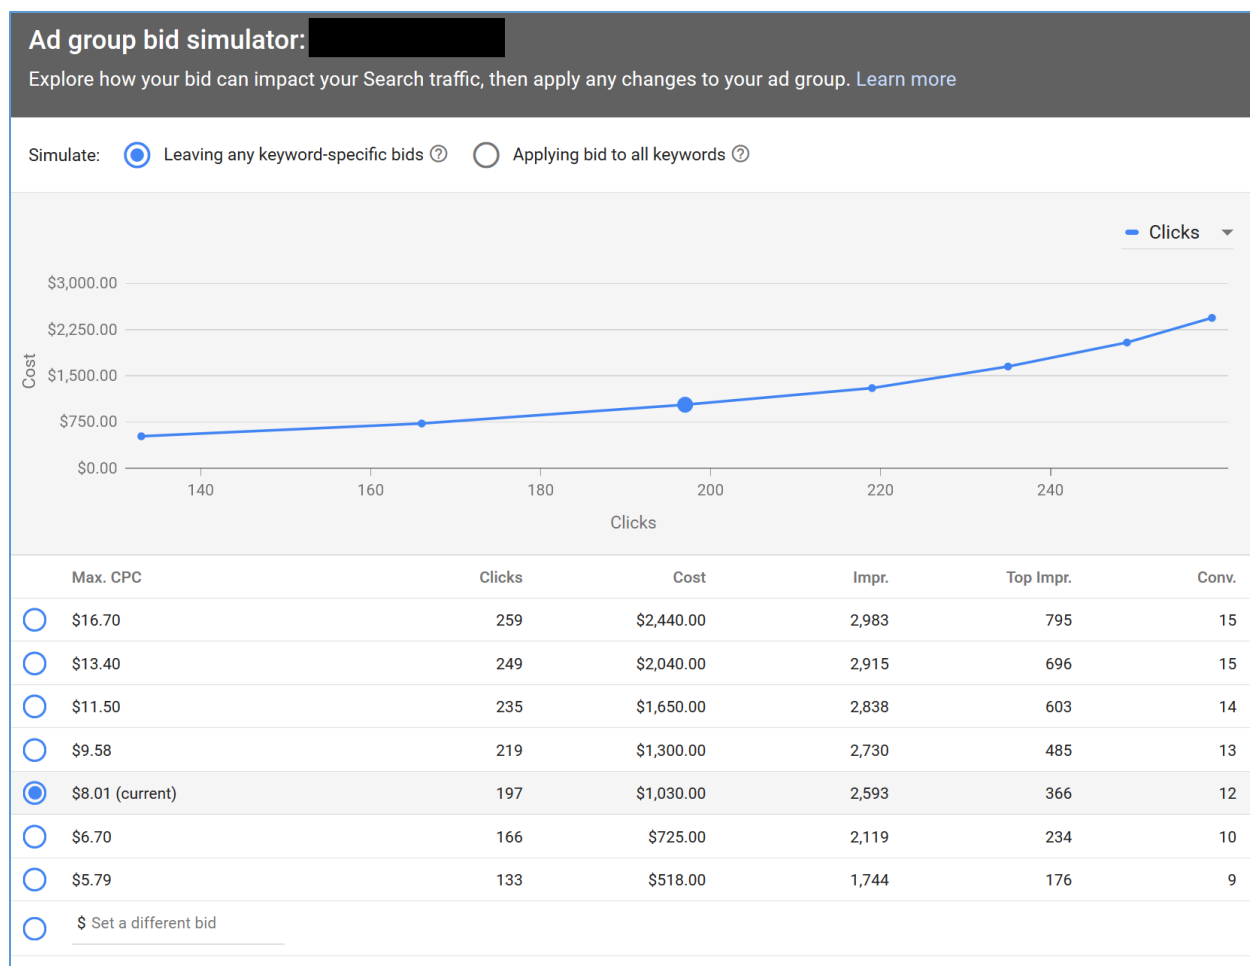 Ad group bid simulator:
Explore how your bid can impact your Search traffic, then apply any changes to your ad group. Learn more
Simulate: Leaving any keyword-specific bids ? Applying bid to all keywords ?
Clicks
$3,000.00
$2,250.00
$1,500.00
$750.00
$0.00
Cost
140 160 180 200 220 240
Clicks
Max. CPC Clicks Cost Impr. Top Impr. Conv.
$16.70 259 $2,440.00 2,983 795 15
$13.40 249 $2,040.00 2,915 696 15
$11.50 235 $1,650.00 2,838 603 14
$9.58 219 $1,300.00 2,730 485 13
$8.01 (current) 197 $1,030.00 2,593 366 12
$6.70 166 $725.00 2,119 234 10
$5.79 133 $518.00 1,744 176 9
$ Set a different bid